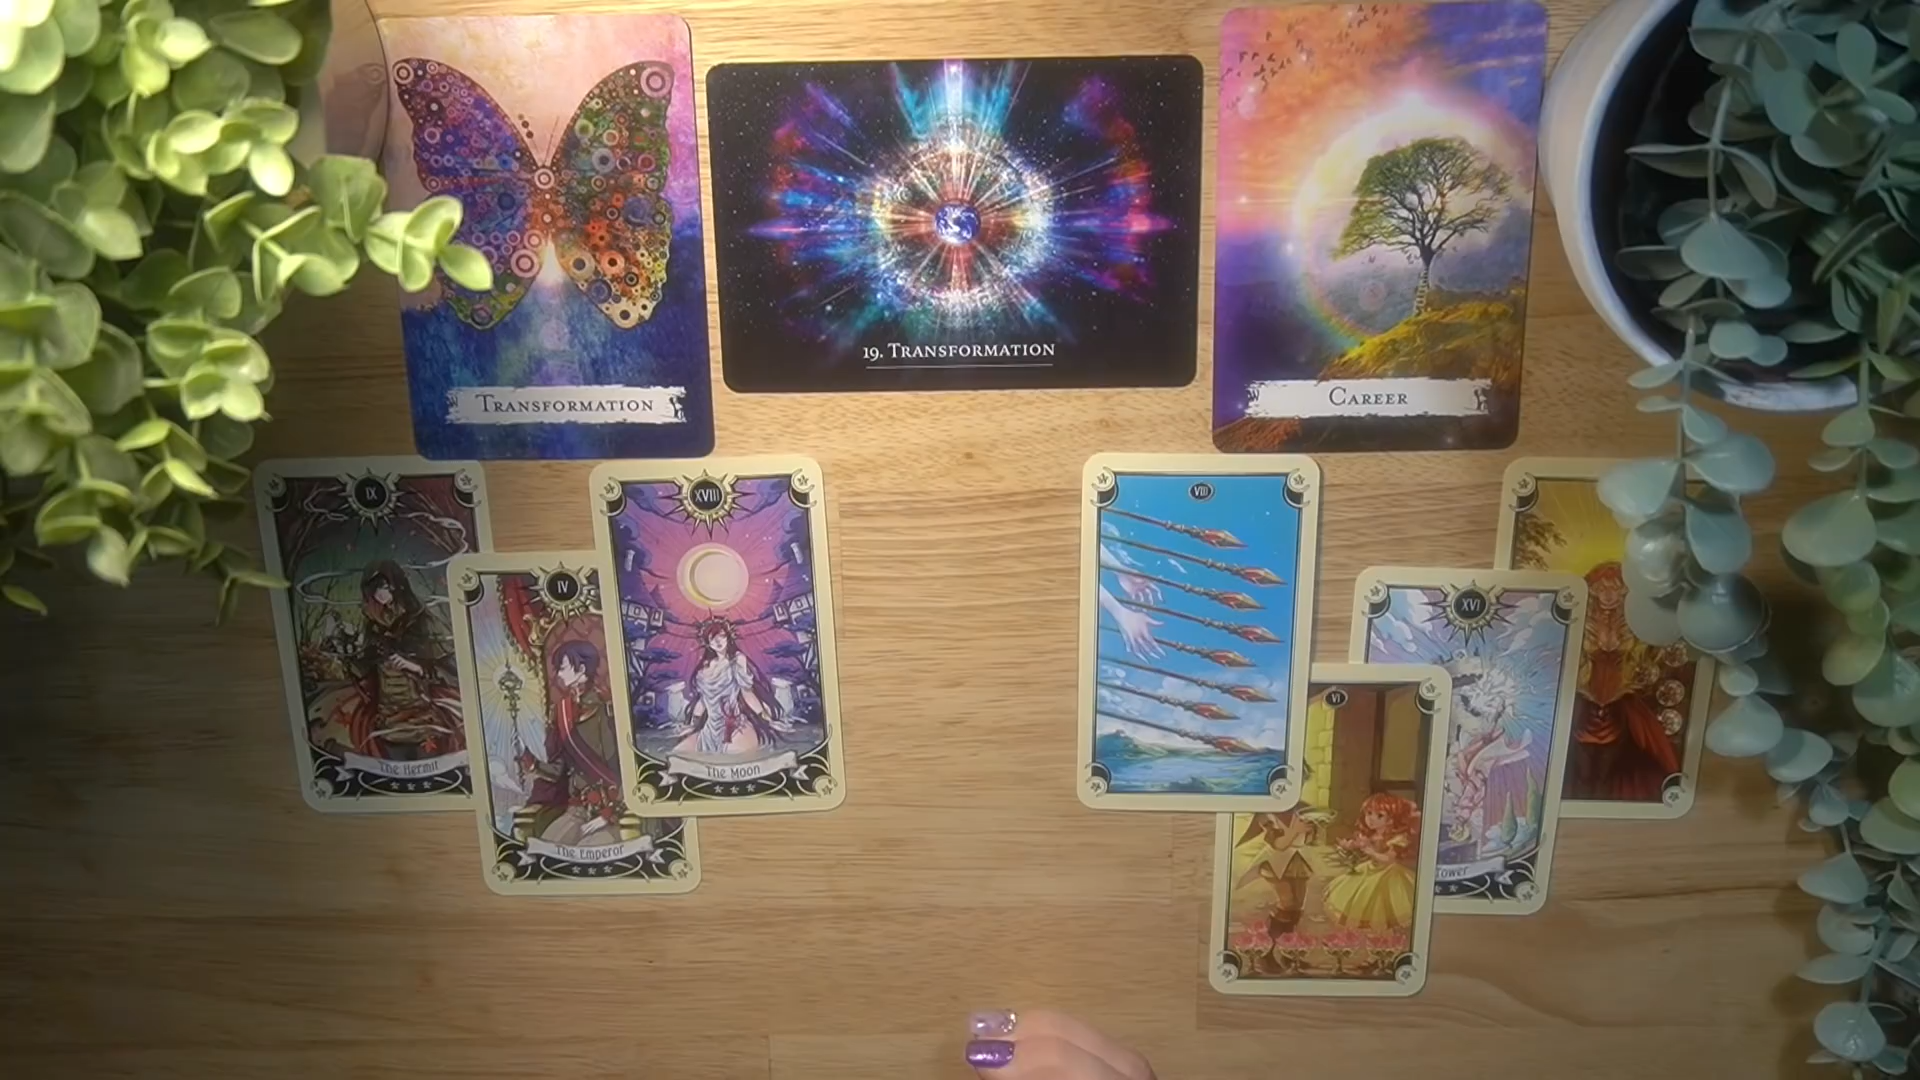 Transformation
19. Transformation
Career
IX
The Hermit
IV
The Emperor
XVIII
The Moon
VIII
VI
XVI
Tower